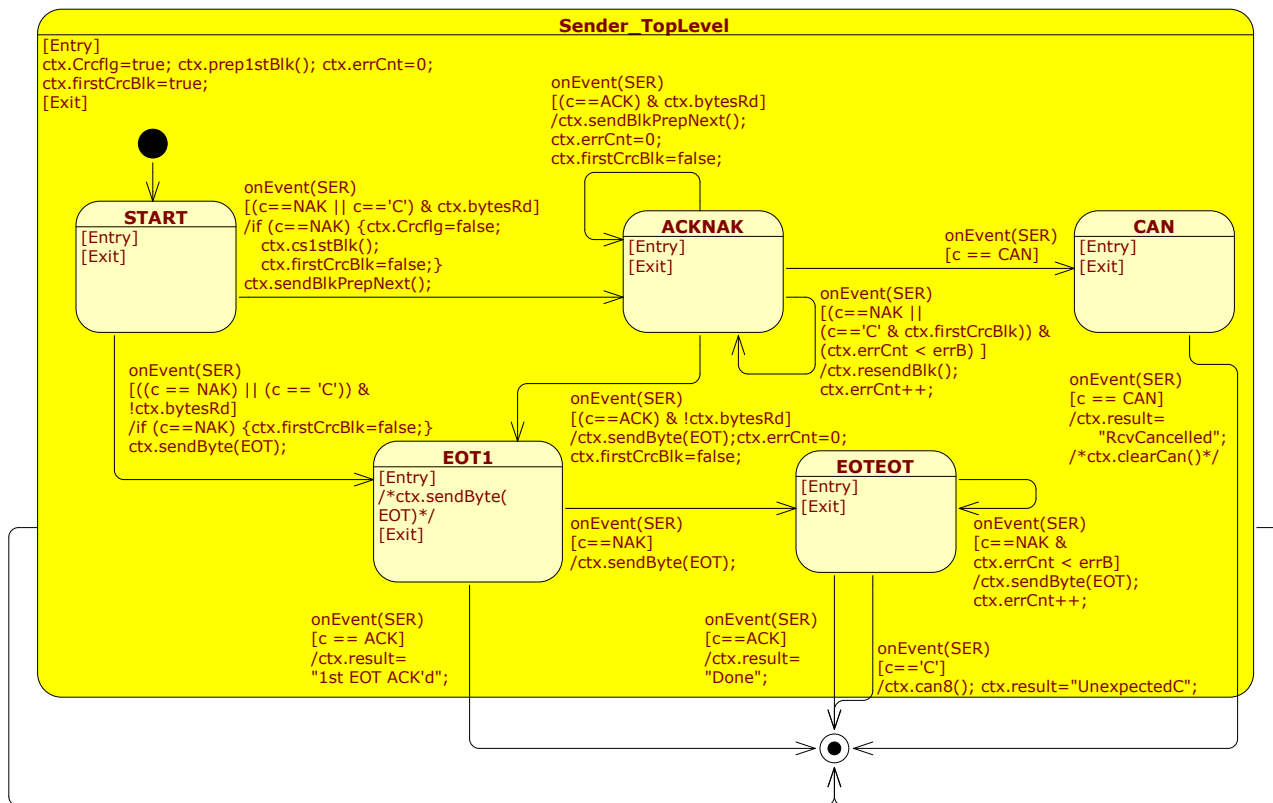 Sender_TopLevel
[Entry]
ctx.Crcflg=true; ctx.prep1stBlk(); ctx.errCnt=0;
ctx.firstCrcBlk=true;
[Exit]
onEvent(SER)
[(c==ACK) & ctx.bytesRd]
/ctx.sendBlkPrepNext();
ctx.errCnt=0;
ctx.firstCrcBlk=false;
START
[Entry]
[Exit]
onEvent(SER)
[(c==NAK || c=='C') & ctx.bytesRd]
/if (c==NAK) {ctx.Crcflg=false;
ctx.cs1stBlk();
ctx.firstCrcBlk=false;}
ctx.sendBlkPrepNext();
ACKNAK
[Entry]
[Exit]
onEvent(SER)
[c == CAN]
CAN
[Entry]
[Exit]
onEvent(SER)
[(c==NAK ||
(c=='C' & ctx.firstCrcBlk)) &
(ctx.errCnt < errB) ]
/ctx.resendBlk();
ctx.errCnt++;
onEvent(SER)
[((c == NAK) || (c == 'C')) &
!ctx.bytesRd]
/if (c==NAK) {ctx.firstCrcBlk=false;}
ctx.sendByte(EOT);
onEvent(SER)
[(c==ACK) & !ctx.bytesRd]
/ctx.sendByte(EOT);ctx.errCnt=0;
ctx.firstCrcBlk=false;
onEvent(SER)
[c == CAN]
/ctx.result=
"RcvCancelled";
/*ctx.clearCan()*/
EOT1
[Entry]
/*ctx.sendByte(
EOT)*/
[Exit]
onEvent(SER)
[c==NAK]
/ctx.sendByte(EOT);
EOTEOT
[Entry]
[Exit]
onEvent(SER)
[c==NAK &
ctx.errCnt < errB]
/ctx.sendByte(EOT);
ctx.errCnt++;
onEvent(SER)
[c == ACK]
/ctx.result=
"1st EOT ACK'd";
onEvent(SER)
[c==ACK]
/ctx.result=
"Done";
onEvent(SER)
[c=='C']
/ctx.can8(); ctx.result="UnexpectedC";